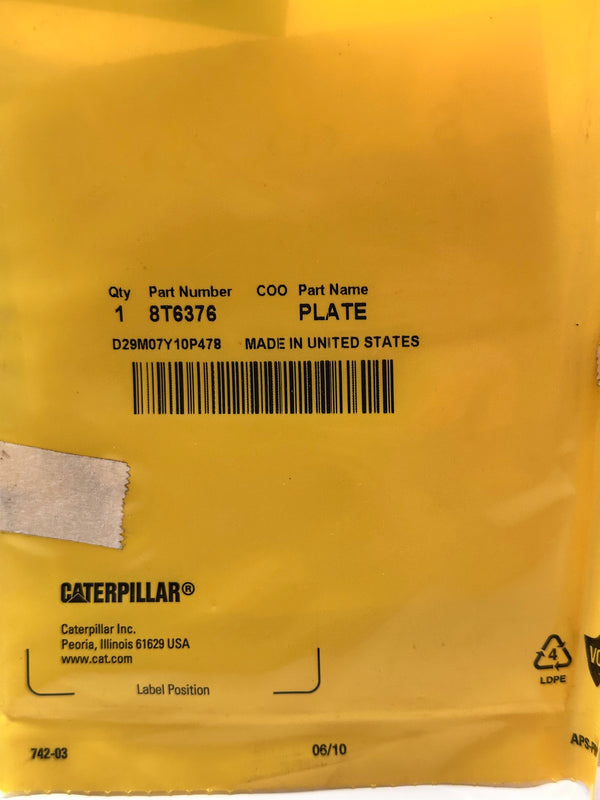 Qty Part Number COO Part Name
1 8T6376 PLATE
D29M07Y10P478 MADE IN UNITED STATES
CATERPILLAR®
Caterpillar Inc.
Peoria, Illinois 61629 USA
www.cat.com
Label Position
4
LDPE
742-03
06/10